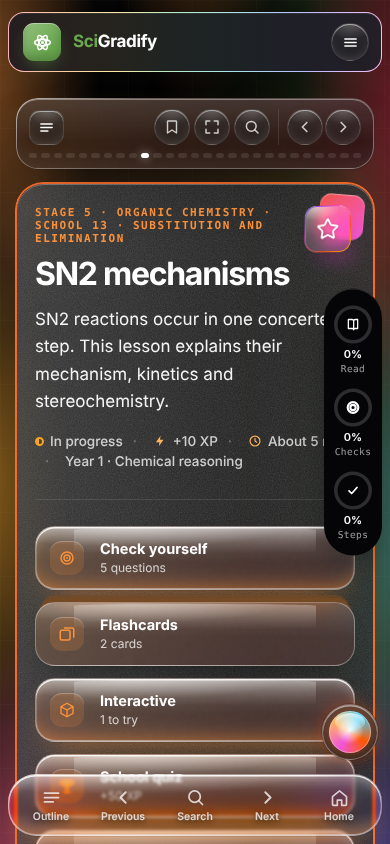 SciGradify
STAGE 5 · ORGANIC CHEMISTRY ·
SCHOOL 13 · SUBSTITUTION AND
ELIMINATION
SN2 mechanisms
SN2 reactions occur in one concerte
step. This lesson explains their
mechanism, kinetics and
stereochemistry.
In progress · +10 XP · About 5
· Year 1 · Chemical reasoning
0%
Read
0%
Checks
0%
Steps
Check yourself
5 questions
Flashcards
2 cards
Interactive
1 to try
School quiz
+10 XP
Outline
Previous
Search
Next
Home